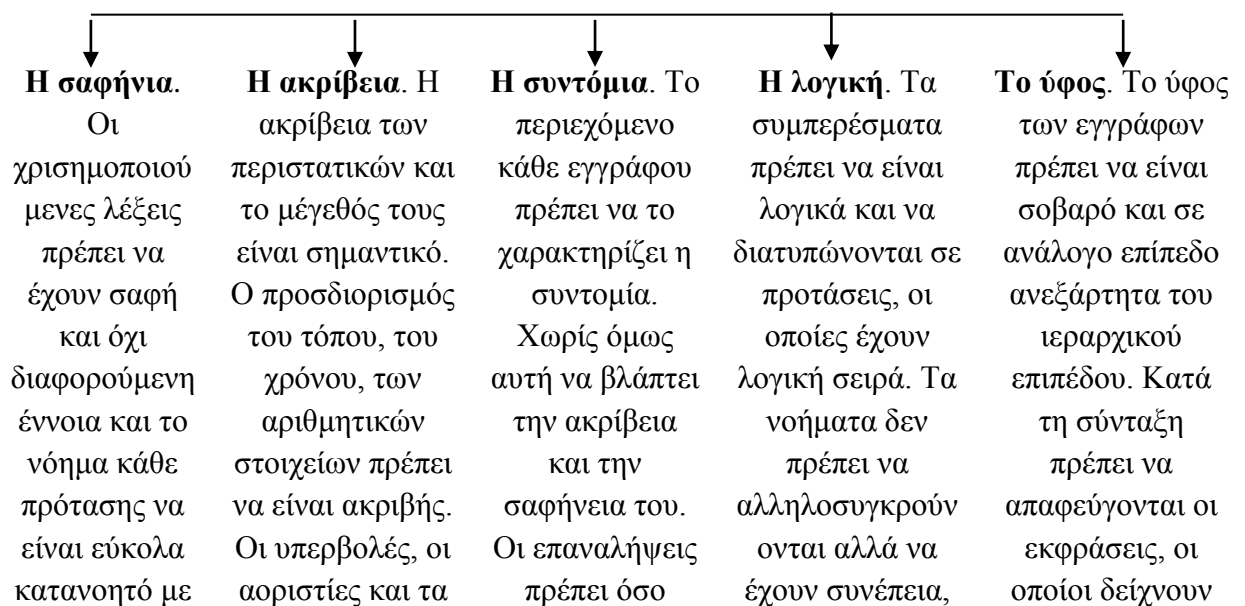 Η σαφήνια.
Οι
χρισημοποιού
μενες λέξεις
πρέπει να
έχουν σαφή
και όχι
διαφορούμενη
έννοια και το
νόημα κάθε
πρότασης να
είναι εύκολα
κατανοητό με
Η ακρίβεια. Η
ακρίβεια των
περιστατικών και
το μέγεθός τους
είναι σημαντικό.
Ο προσδιορισμός
του τόπου, του
χρόνου, των
αριθμητικών
στοιχείων πρέπει
να είναι ακριβής.
Οι υπερβολές, οι
αοριστίες και τα
Η συντόμια. Το
περιεχόμενο
κάθε εγγράφου
πρέπει να το
χαρακτηρίζει η
συντομία.
Χωρίς όμως
αυτή να βλάπτει
την ακρίβεια
και την
σαφήνεια του.
Οι επαναλήψεις
πρέπει όσο
Η λογική. Τα
συμπερέσματα
πρέπει να είναι
λογικά και να
διατυπώνονται σε
προτάσεις, οι
οποίες έχουν
λογική σειρά. Τα
νοήματα δεν
πρέπει να
αλληλοσυγκρούν
ονται αλλά να
έχουν συνέπεια,
Το ύφος. Το ύφος
των εγγράφων
πρέπει να είναι
σοβαρό και σε
ανάλογο επίπεδο
ανεξάρτητα του
ιεραρχικού
επιπέδου. Κατά
τη σύνταξη
πρέπει να
απαφεύγονται οι
εκφράσεις, οι
οποίοι δείχνουν